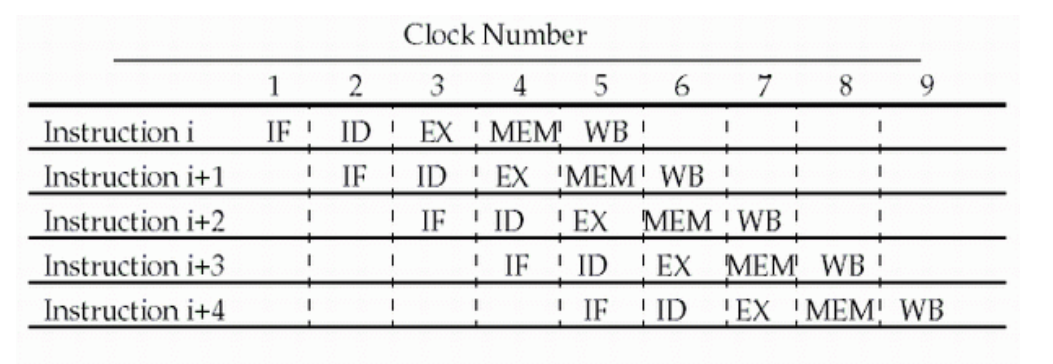 Clock Number
1 2 3 4 5 6 7 8 9
Instruction i IF ID EX MEM WB
Instruction i+1 IF ID EX MEM WB
Instruction i+2 IF ID EX MEM WB
Instruction i+3 IF ID EX MEM WB
Instruction i+4 IF ID EX MEM WB